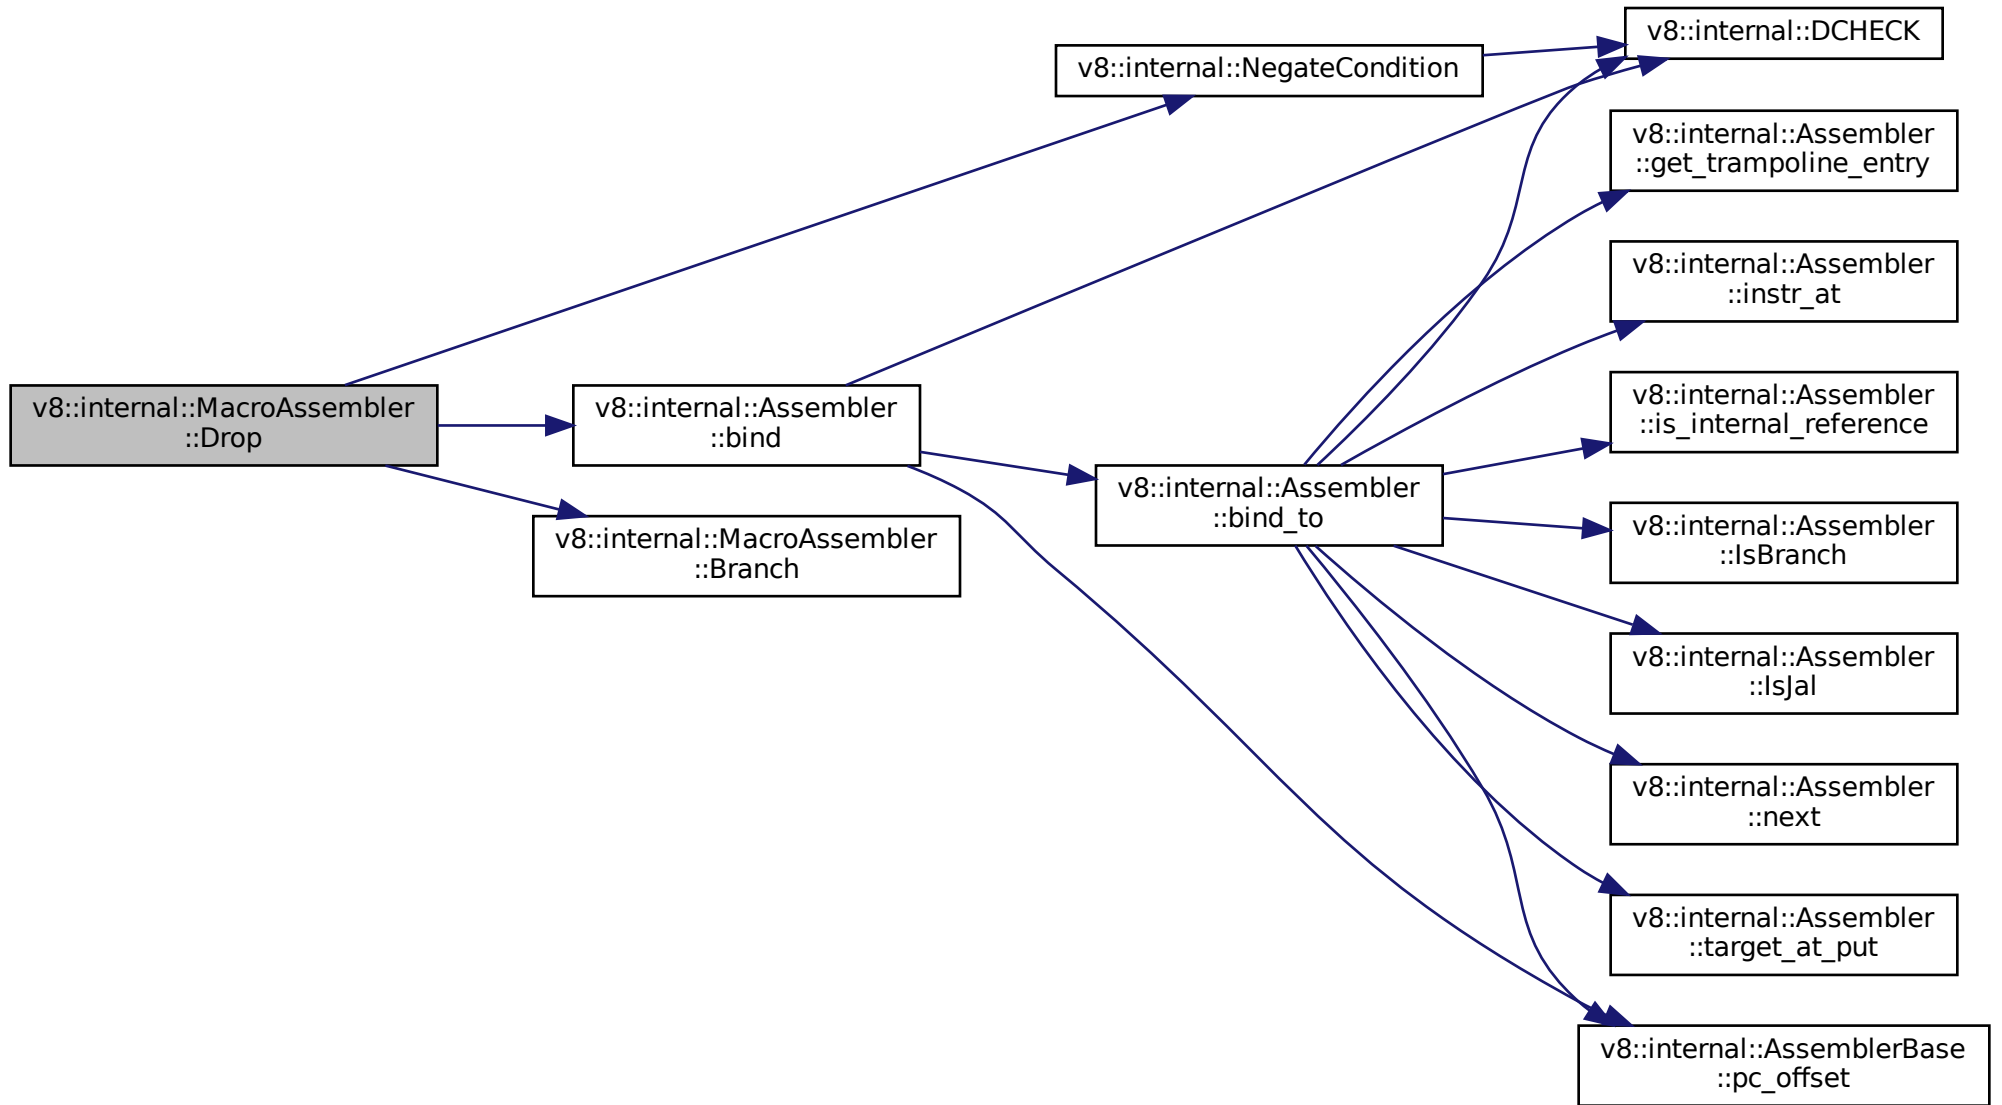 v8::internal::MacroAssembler
::Drop
v8::internal::NegateCondition
v8::internal::Assembler
::bind
v8::internal::MacroAssembler
::Branch
v8::internal::Assembler
::bind_to
v8::internal::DCHECK
v8::internal::Assembler
::get_trampoline_entry
v8::internal::Assembler
::instr_at
v8::internal::Assembler
::is_internal_reference
v8::internal::Assembler
::IsBranch
v8::internal::Assembler
::IsJal
v8::internal::Assembler
::next
v8::internal::Assembler
::target_at_put
v8::internal::AssemblerBase
::pc_offset